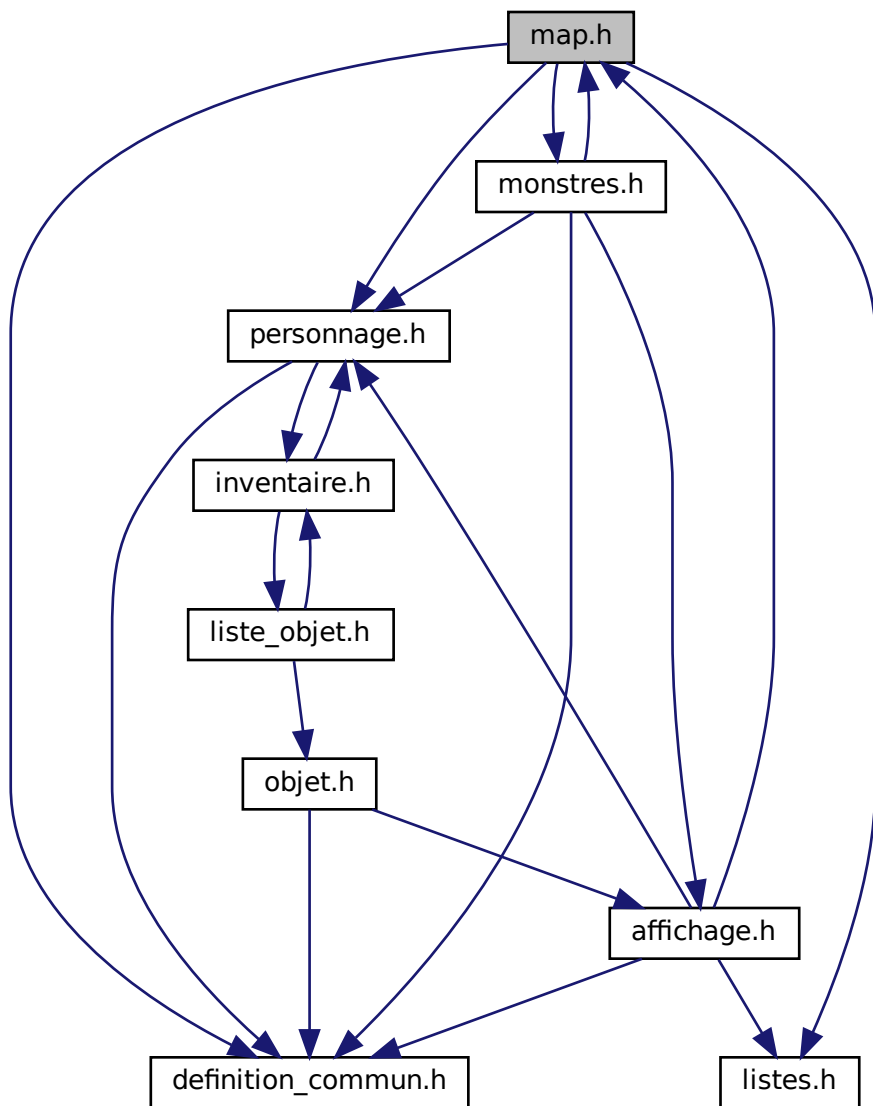 map.h
monstres.h
personnage.h
inventaire.h
liste_objet.h
objet.h
affichage.h
definition_commun.h
listes.h